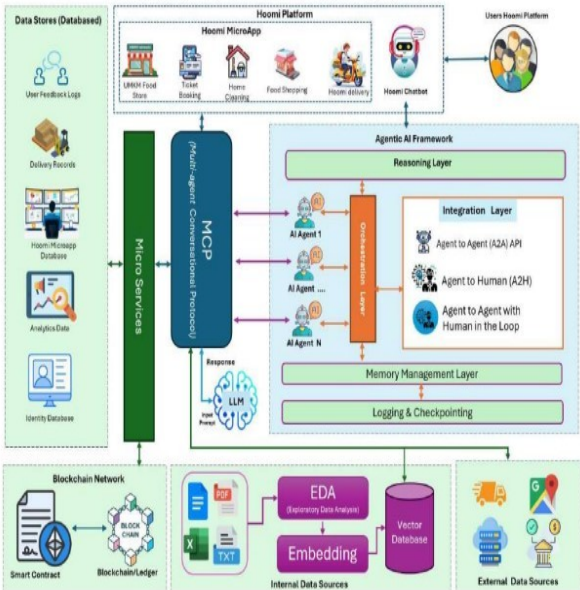 Data Stores (Databased)
User Feedback Logs
Delivery Records
Hoomi Microapp
Database
Analytics Data
Identity Database
Hoomi Platform
Hoomi MicroApp
UMKM Food
Store
Ticket
Booking
Home
Cleaning
Food Shopping
Hoomi delivery
Hoomi Chatbot
Users Hoomi Platform
Micro Services
MCP
(Multi-agent Conversational Protocol)
Response
Input
Prompt
LLM
Agentic AI Framework
Reasoning Layer
AI
AI Agent 1
AI
AI Agent ....
AI
AI Agent N
Orchestration Layer
Integration Layer
Agent to Agent (A2A) API
Agent to Human (A2H)
Agent to Agent with
Human in the Loop
Memory Management Layer
Logging & Checkpointing
Blockchain Network
Smart Contract
BLOCK
CHAIN
Blockchain/Ledger
PDF
X
TXT
EDA
(Exploratory Data Analysis)
Embedding
Vector
Database
Internal Data Sources
G
External Data Sources